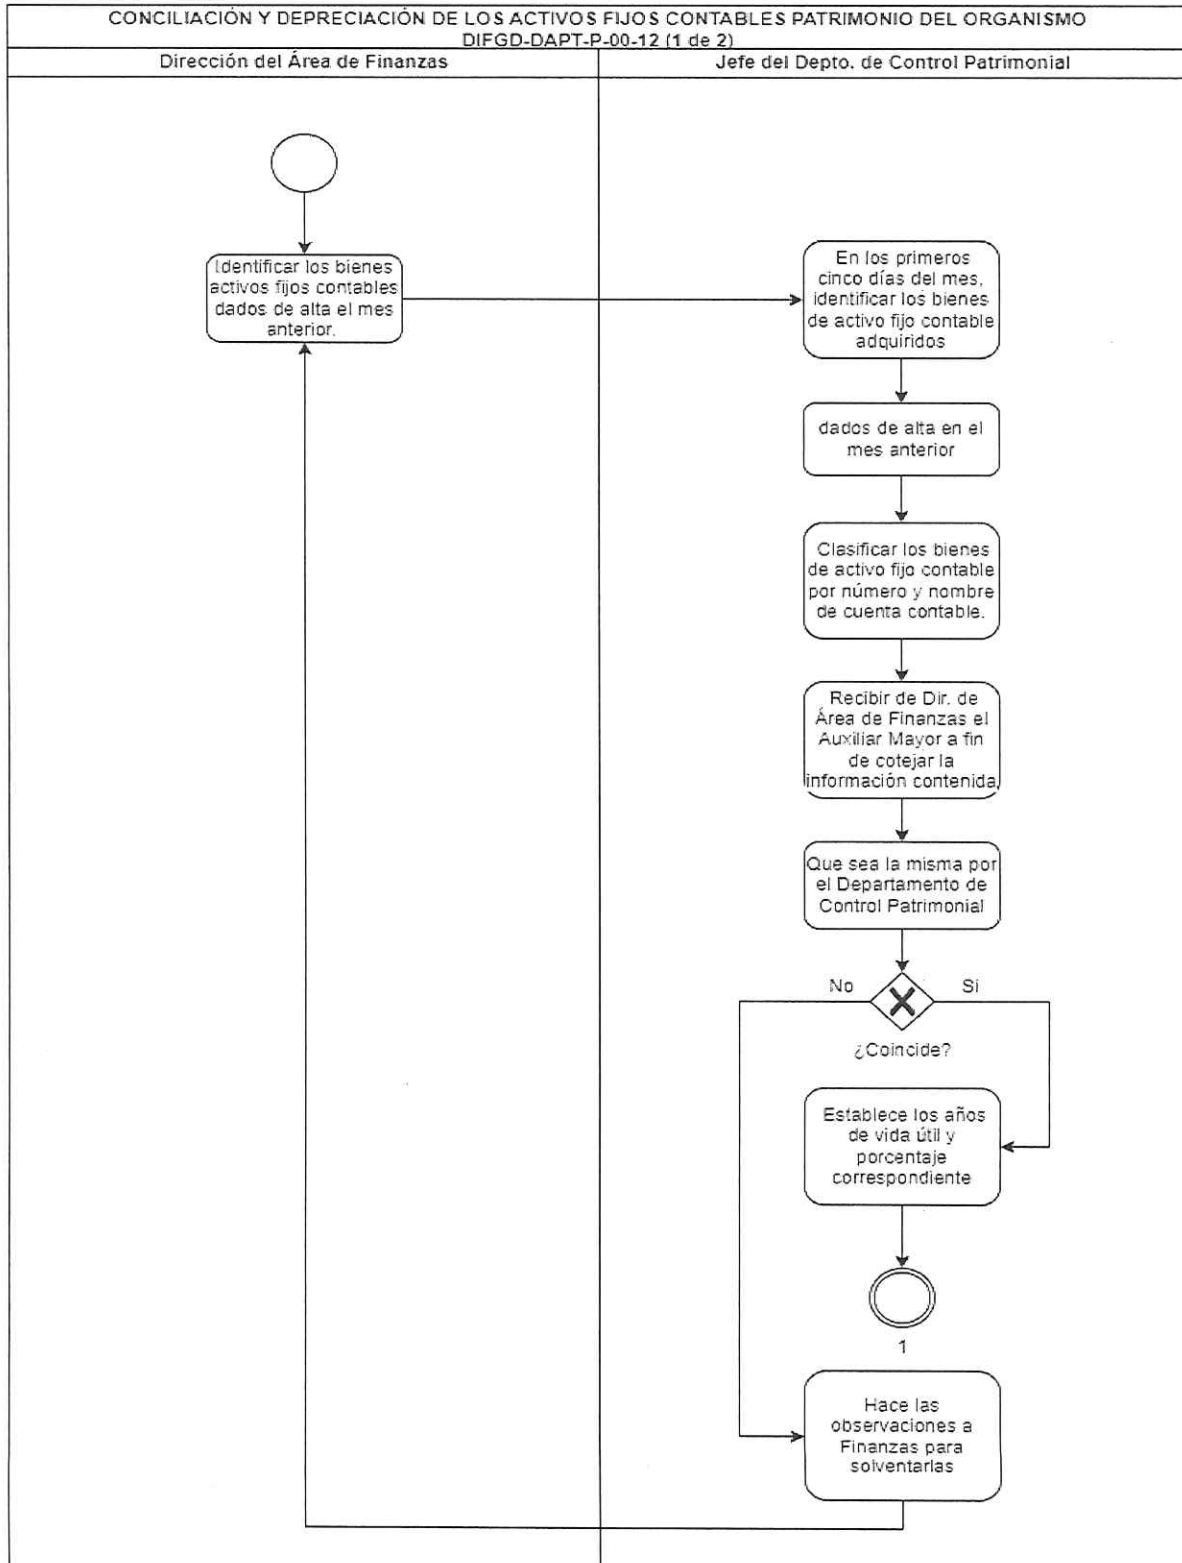 CONCILIACIÓN Y DEPRECIACIÓN DE LOS ACTIVOS FIJOS CONTABLES PATRIMONIO DEL ORGANISMO
DIFGD-DAPT-P-00-12 (1 de 2)
Dirección del Área de Finanzas
Jefe del Depto. de Control Patrimonial
Identificar los bienes
activos fijos contables
dados de alta el mes
anterior.
En los primeros
cinco días del mes,
identificar los bienes
de activo fijo contable
adquiridos
dados de alta en el
mes anterior
Clasificar los bienes
de activo fijo contable
por número y nombre
de cuenta contable.
Recibir de Dir. de
Área de Finanzas el
Auxiliar Mayor a fin
de cotejar la
información contenida
Que sea la misma por
el Departamento de
Control Patrimonial
No
Si
¿Coincide?
Establece los años
de vida útil y
porcentaje
correspondiente
1
Hace las
observaciones a
Finanzas para
solventarlas